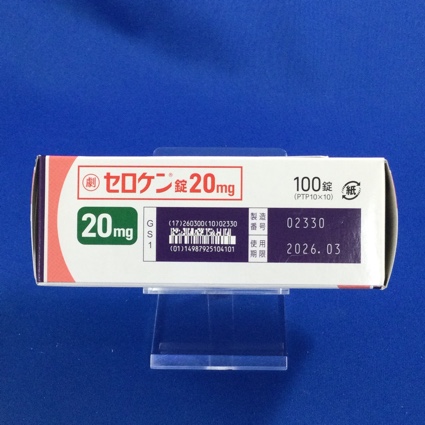 劇 セロケン®錠20mg
100錠
(PTP10×10)
紙
20mg
GS1
(17)260300(10)02330
(01)14987925104101
製造番号 02330
使用期限 2026.03